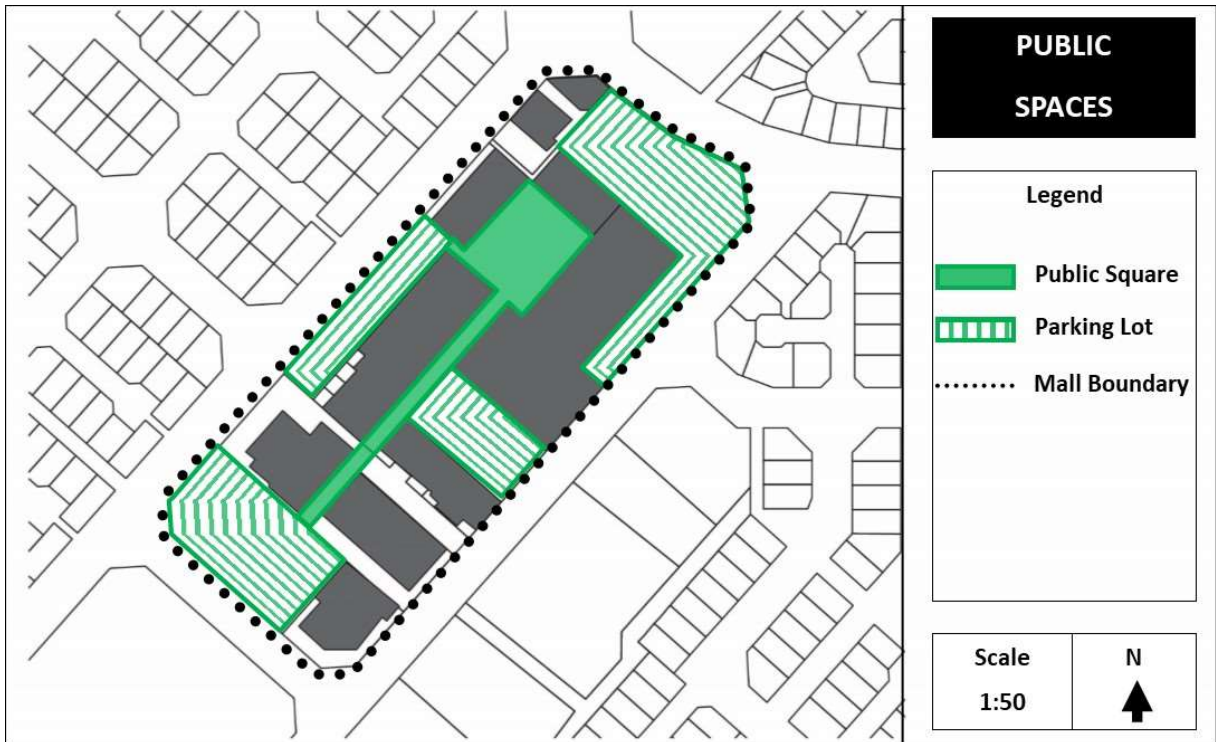 PUBLIC
SPACES
Legend
Public Square
Parking Lot
Mall Boundary
Scale
1:50
N